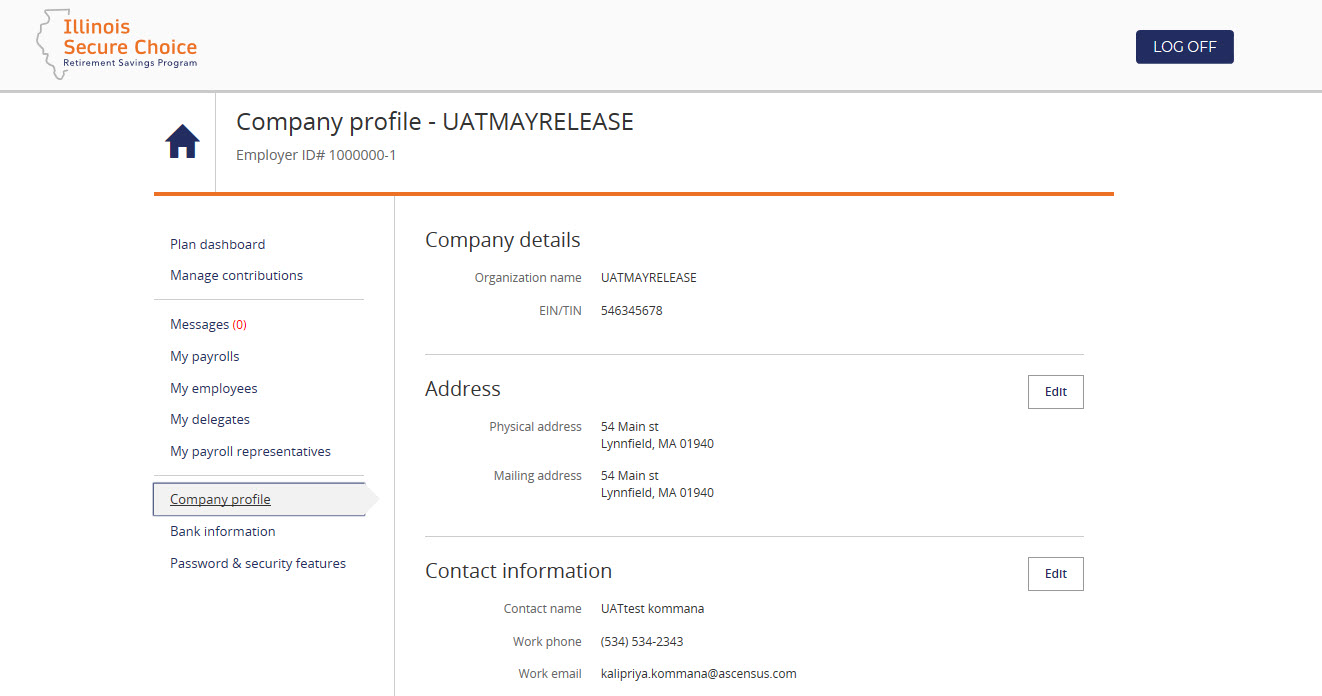 Illinois
Secure Choice
Retirement Savings Program
LOG OFF
Company profile - UATMAYRELEASE
Employer ID# 1000000-1
Plan dashboard
Manage contributions
Messages (0)
My payrolls
My employees
My delegates
My payroll representatives
Company profile
Bank information
Password & security features
Company details
Organization name UATMAYRELEASE
EIN/TIN 546345678
Address
Edit
Physical address 54 Main st
Lynnfield, MA 01940
Mailing address 54 Main st
Lynnfield, MA 01940
Contact information
Edit
Contact name UATtest kommana
Work phone (534) 534-2343
Work email kalipriya.kommana@ascensus.com